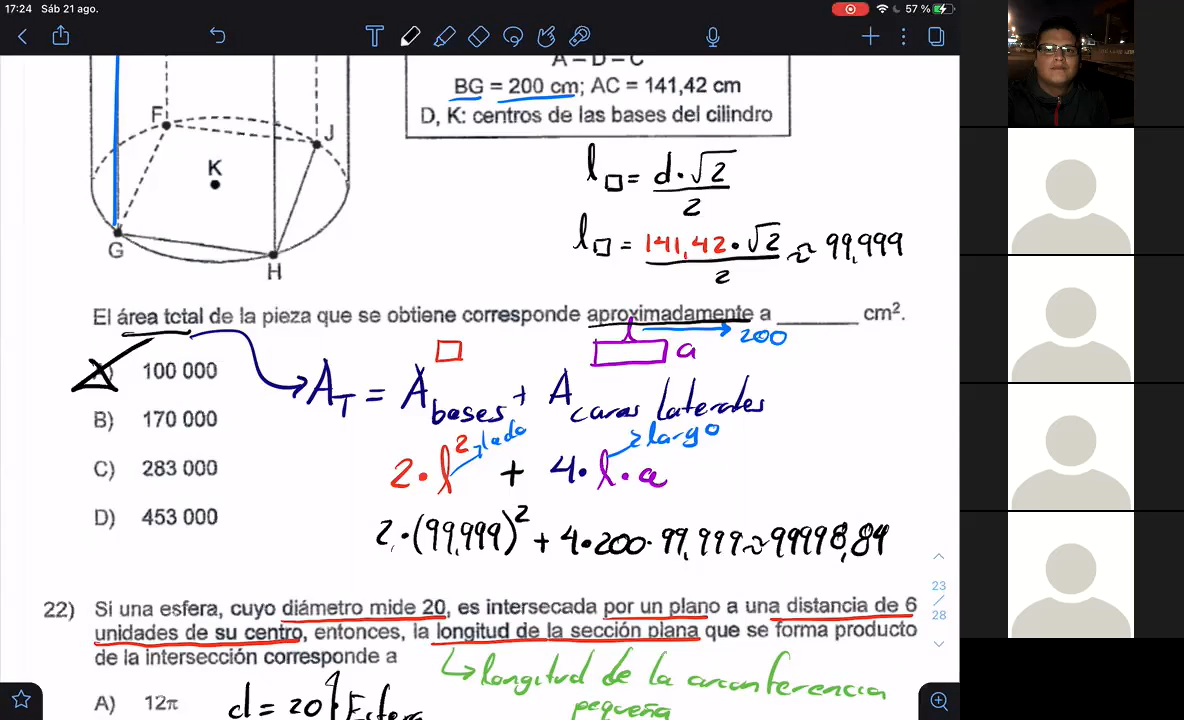 17:24 Sáb 21 ago. 57 %
A – D – C
BG = 200 cm; AC = 141,42 cm
D, K: centros de las bases del cilindro
F
J
K
G
H
l□ = d·√2
2
l□ = 141,42·√2 ≈ 99,999
2
El área total de la pieza que se obtiene corresponde aproximadamente a ________ cm².
l 200
a
A) 100 000
B) 170 000
C) 283 000
D) 453 000
A_T = A bases + A caras laterales
lado largo
2·l² + 4·l·a
2·(99,999)² + 4·200·99,999 ≈ 99998,84
23
/
28
22) Si una esfera, cuyo diámetro mide 20, es intersecada por un plano a una distancia de 6
unidades de su centro, entonces, la longitud de la sección plana que se forma producto
de la intersección corresponde a
longitud de la circunferencia
pequeña
A) 12π
d = 20 Esfera